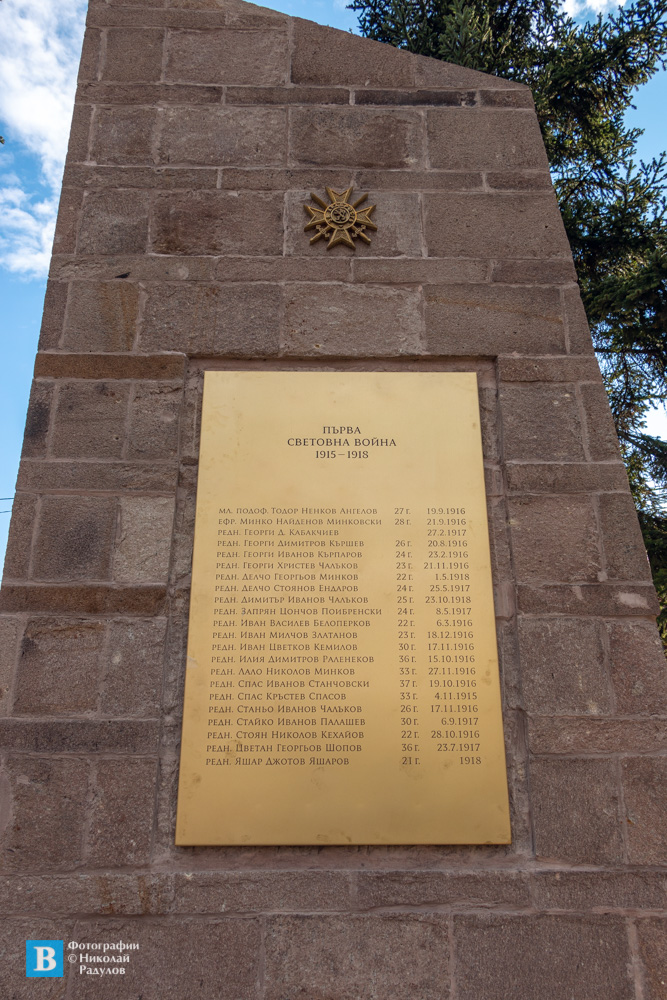 ПЪРВА
СВЕТОВНА ВОЙНА
1915 – 1918
МЛ. ПОДОФ. ТОДОР НЕНКОВ АНГЕЛОВ 27 Г. 19.9.1916
ЕФР. МИНКО НАЙДЕНОВ МИНКОВСКИ 28 Г. 21.9.1916
РЕДН. ГЕОРГИ Д. КАБАКЧИЕВ 27.2.1917
РЕДН. ГЕОРГИ ДИМИТРОВ КЪРШЕВ 26 Г. 20.8.1916
РЕДН. ГЕОРГИ ИВАНОВ КЪРПАРОВ 24 Г. 23.2.1916
РЕДН. ГЕОРГИ ХРИСТЕВ ЧАЛЪКОВ 23 Г. 21.11.1916
РЕДН. ДЕЛЧО ГЕОРГЬОВ МИНКОВ 22 Г. 1.5.1918
РЕДН. ДЕЛЧО СТОЯНОВ ЕНДАРОВ 24 Г. 25.5.1917
РЕДН. ДИМИТЪР ИВАНОВ ЧАЛЪКОВ 25 Г. 23.10.1918
РЕДН. ЗАПРЯН ЦОНЧОВ ПОИБРЕНСКИ 24 Г. 8.5.1917
РЕДН. ИВАН ВАСИЛЕВ БЕЛОПЕРКОВ 22 Г. 6.3.1916
РЕДН. ИВАН МИЛЧОВ ЗЛАТАНОВ 23 Г. 18.12.1916
РЕДН. ИВАН ЦВЕТКОВ КЕМИЛОВ 30 Г. 17.11.1916
РЕДН. ИЛИЯ ДИМИТРОВ РАЛЕНЕКОВ 36 Г. 15.10.1916
РЕДН. ЛАЛО НИКОЛОВ МИНКОВ 33 Г. 27.11.1916
РЕДН. СПАС ИВАНОВ СТАНЧОВСКИ 37 Г. 19.10.1916
РЕДН. СПАС КРЪСТЕВ СПАСОВ 33 Г. 4.11.1915
РЕДН. СТАНЬО ИВАНОВ ЧАЛЪКОВ 26 Г. 17.11.1916
РЕДН. СТАЙКО ИВАНОВ ПАЛАШЕВ 30 Г. 6.9.1917
РЕДН. СТОЯН НИКОЛОВ КЕХАЙОВ 22 Г. 28.10.1916
РЕДН. ЦВЕТАН ГЕОРГЬОВ ШОПОВ 36 Г. 23.7.1917
РЕДН. ЯШАР ДЖОТОВ ЯШАРОВ 21 Г. 1918
В
Фотографии
© Николай
Радулов